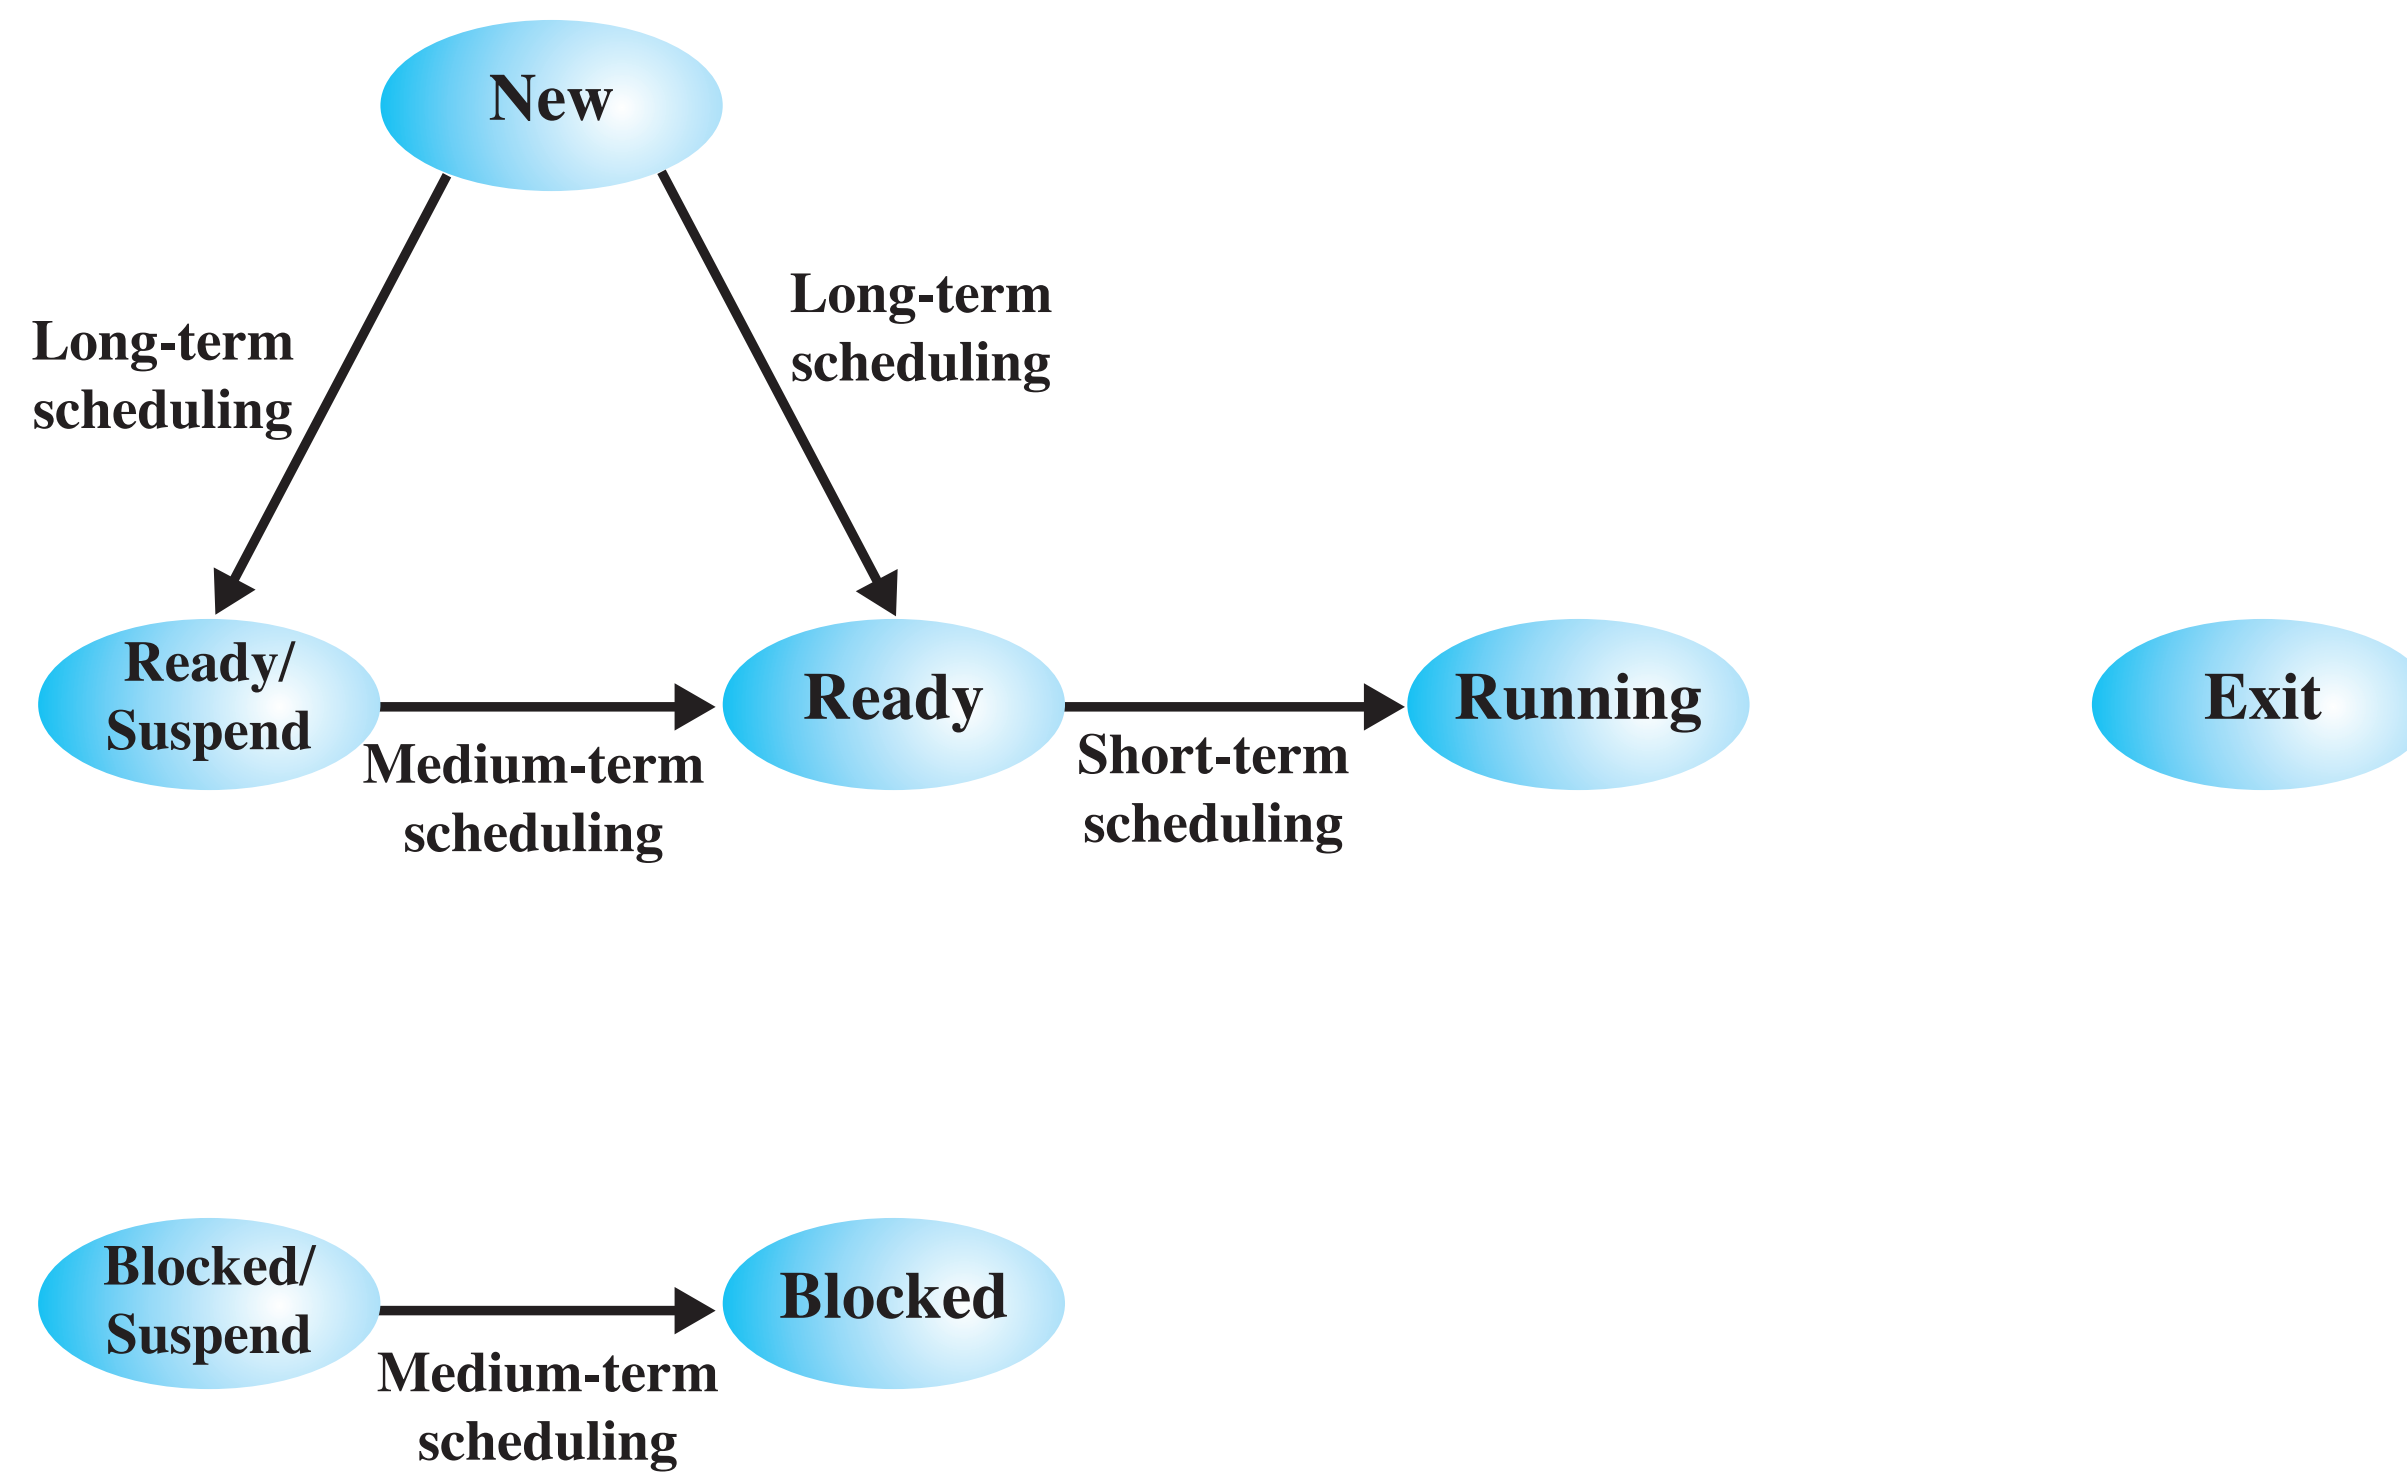 New
Long-term
scheduling
Long-term
scheduling
Ready/
Suspend
Medium-term
scheduling
Ready
Short-term
scheduling
Running
Exit
Blocked/
Suspend
Medium-term
scheduling
Blocked